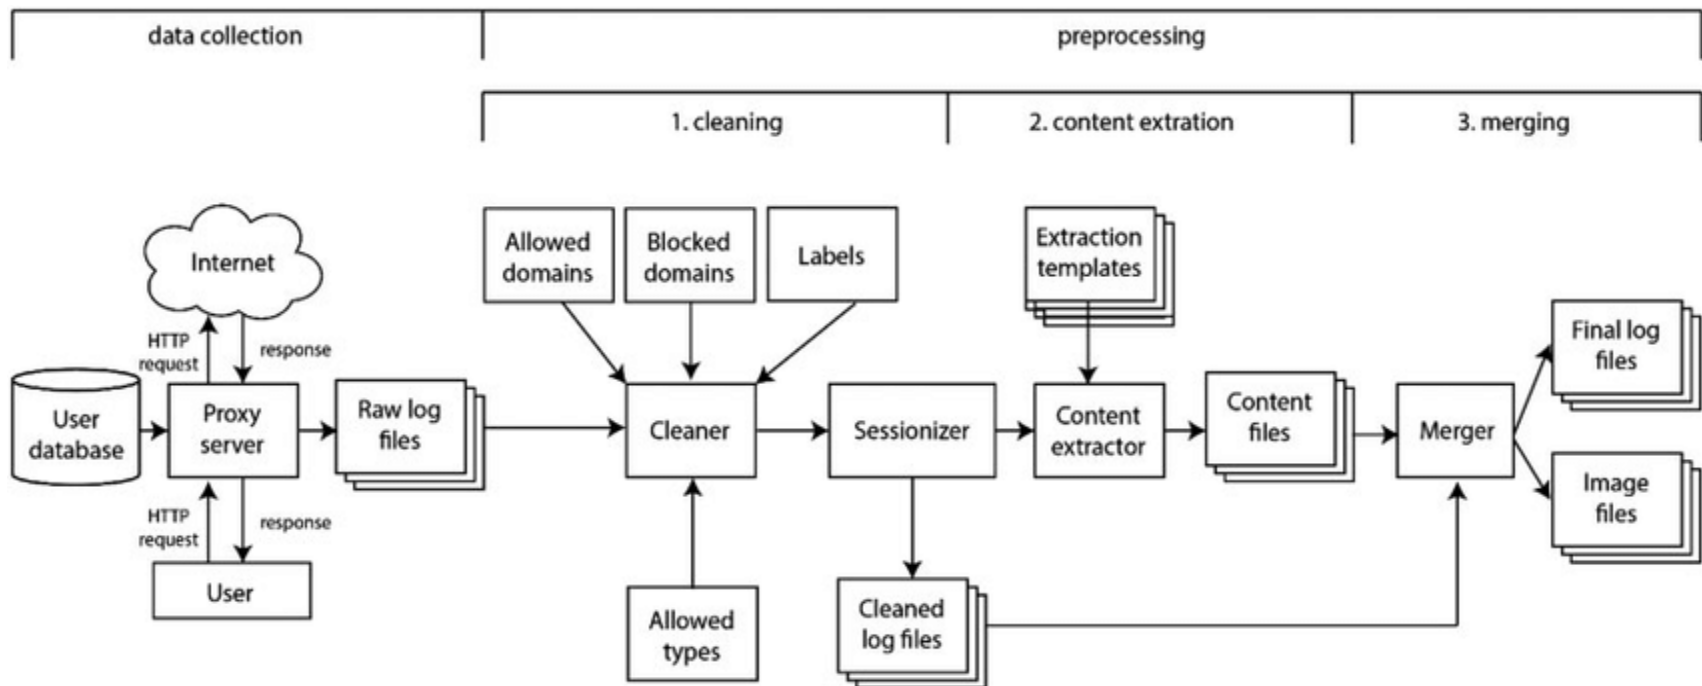 data collection
preprocessing
1. cleaning
2. content extration
3. merging
Internet
HTTP
request
response
User
database
Proxy
server
Raw log
files
HTTP
request
response
User
Allowed
domains
Blocked
domains
Labels
Cleaner
Allowed
types
Sessionizer
Cleaned
log files
Extraction
templates
Content
extractor
Content
files
Merger
Final log
files
Image
files